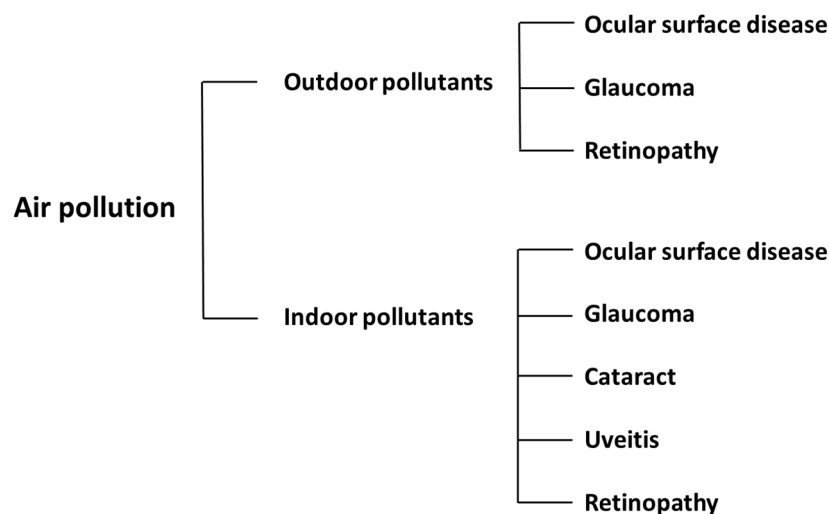 Air pollution
Outdoor pollutants
Ocular surface disease
Glaucoma
Retinopathy
Indoor pollutants
Ocular surface disease
Glaucoma
Cataract
Uveitis
Retinopathy